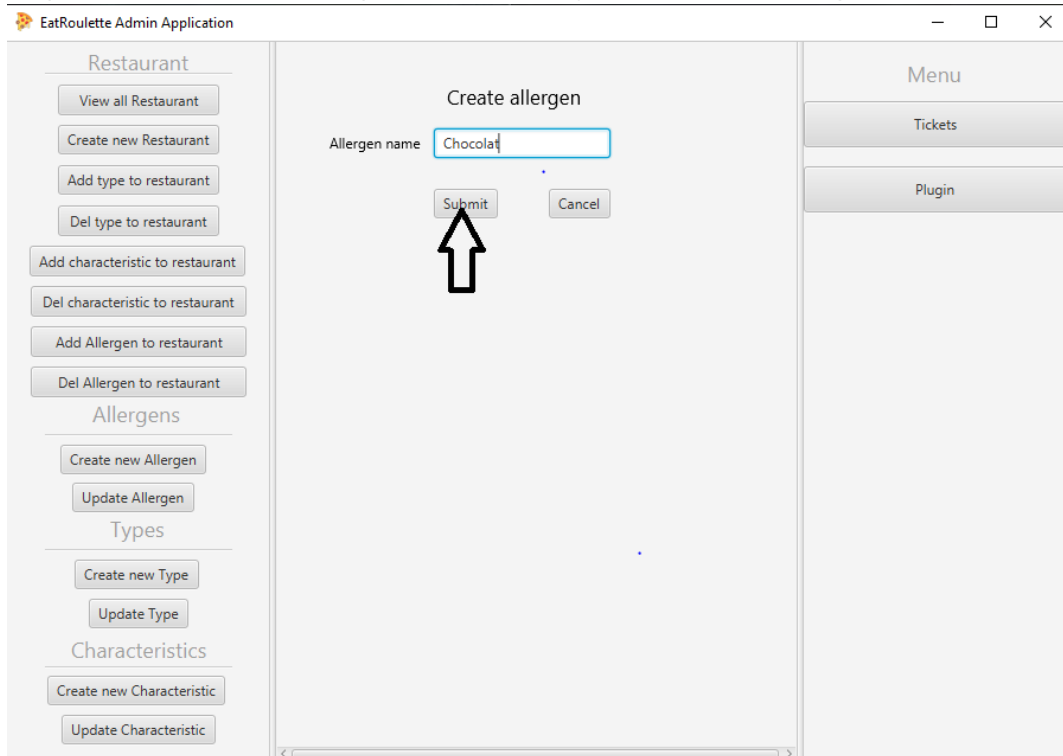 EatRoulette Admin Application
Restaurant
View all Restaurant
Create new Restaurant
Add type to restaurant
Del type to restaurant
Add characteristic to restaurant
Del characteristic to restaurant
Add Allergen to restaurant
Del Allergen to restaurant
Allergens
Create new Allergen
Update Allergen
Types
Create new Type
Update Type
Characteristics
Create new Characteristic
Update Characteristic
Create allergen
Allergen name Chocolat
Submit Cancel
Menu
Tickets
Plugin